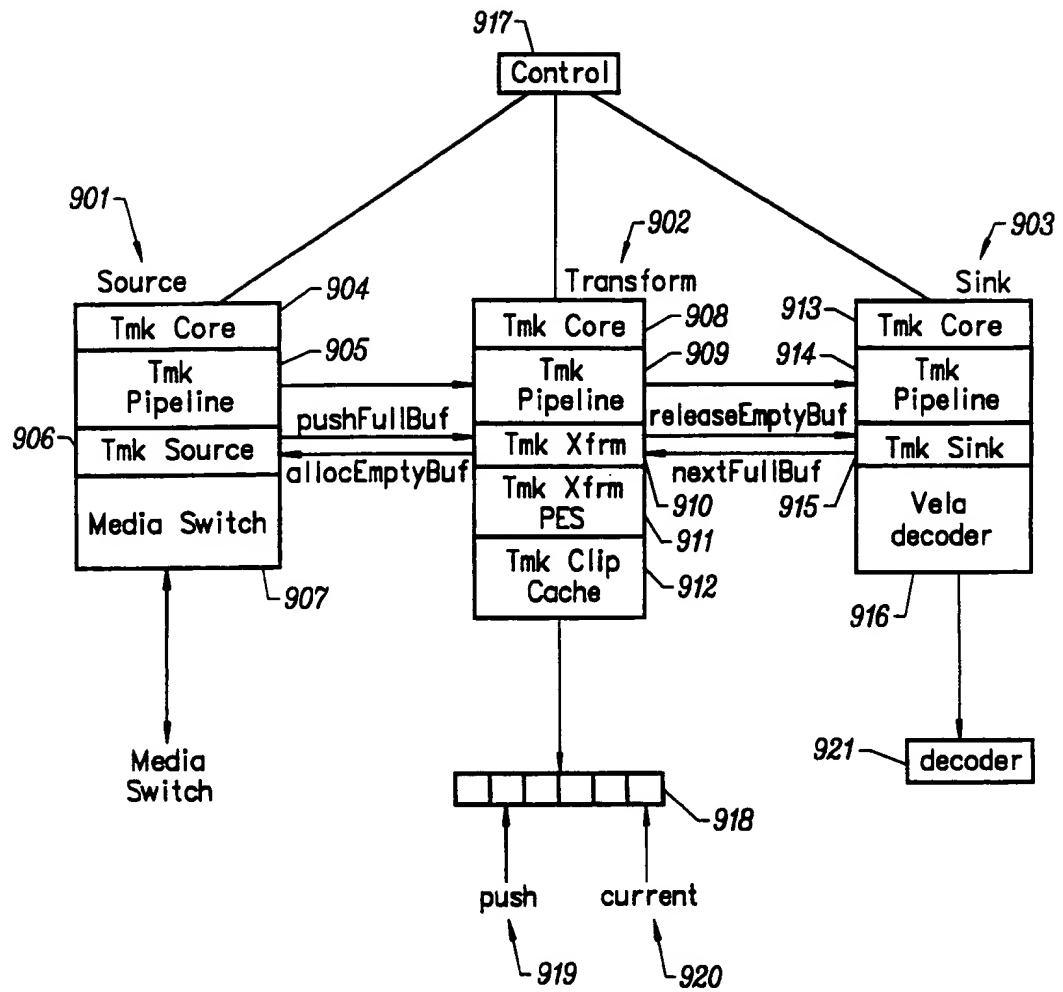 917
Control
901
902
903
Source
Transform
Sink
904
908
913
Tmk Core
Tmk Core
Tmk Core
905
909
914
Tmk
Pipeline
Tmk
Pipeline
Tmk
Pipeline
pushFullBuf
releaseEmptyBuf
906
Tmk Source
Tmk Xfrm
Tmk Sink
allocEmptyBuf
nextFullBuf
910
915
Media Switch
Tmk Xfrm
PES
Vela
decoder
911
907
Tmk Clip
Cache
912
916
Media
Switch
921
decoder
918
push
current
919
920